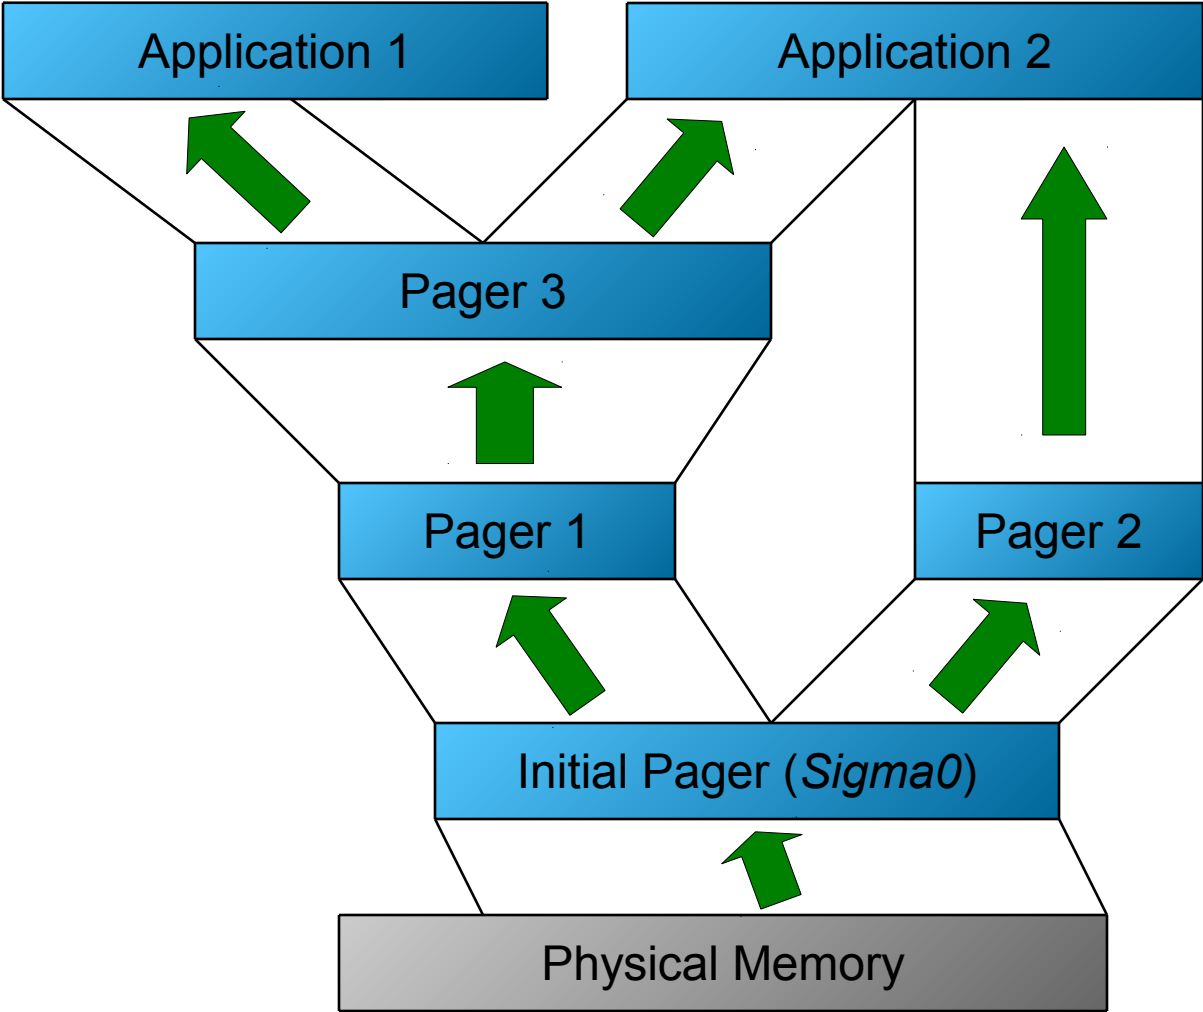 Application 1
Application 2
Pager 3
Pager 1
Pager 2
Initial Pager (Sigma0)
Physical Memory